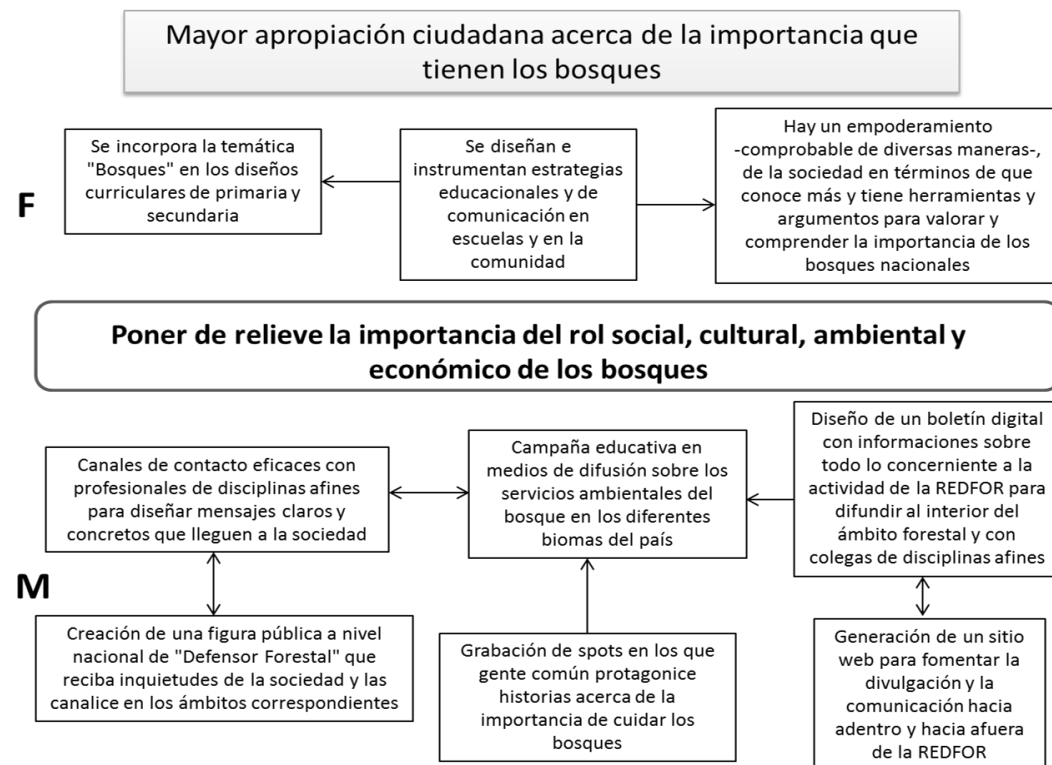 Mayor apropiación ciudadana acerca de la importancia que
tienen los bosques
F
Se incorpora la temática
"Bosques" en los diseños
curriculares de primaria y
secundaria
Se diseñan e
instrumentan estrategias
educacionales y de
comunicación en
escuelas y en la
comunidad
Hay un empoderamiento
-comprobable de diversas maneras-,
de la sociedad en términos de que
conoce más y tiene herramientas y
argumentos para valorar y
comprender la importancia de los
bosques nacionales
Poner de relieve la importancia del rol social, cultural, ambiental y
económico de los bosques
M
Canales de contacto eficaces con
profesionales de disciplinas afines
para diseñar mensajes claros y
concretos que lleguen a la sociedad
Campaña educativa en
medios de difusión sobre los
servicios ambientales del
bosque en los diferentes
biomas del país
Diseño de un boletín digital
con informaciones sobre
todo lo concerniente a la
actividad de la REDFOR para
difundir al interior del
ámbito forestal y con
colegas de disciplinas afines
Creación de una figura pública a nivel
nacional de "Defensor Forestal" que
reciba inquietudes de la sociedad y las
canalice en los ámbitos correspondientes
Grabación de spots en los que
gente común protagonice
historias acerca de la
importancia de cuidar los
bosques
Generación de un sitio
web para fomentar la
divulgación y la
comunicación hacia
adentro y hacia afuera
de la REDFOR